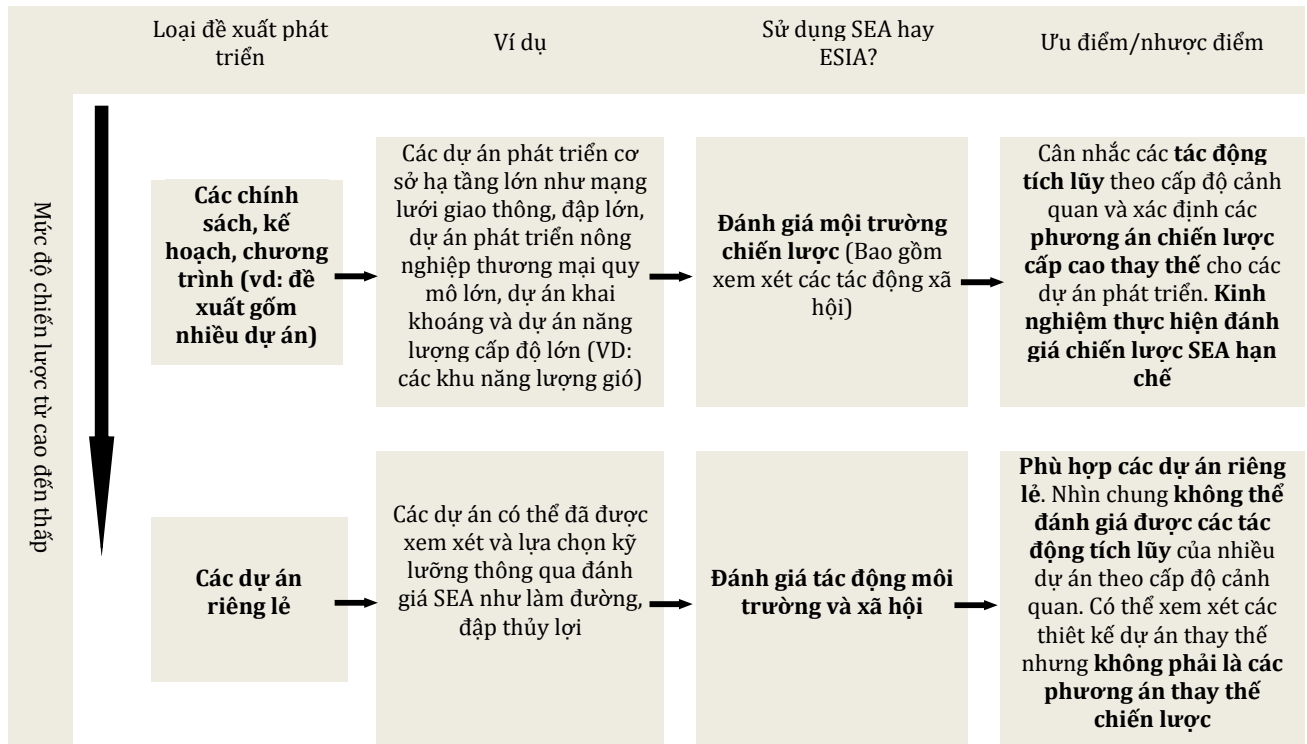 Loại đề xuất phát
triển
Ví dụ
Sử dụng SEA hay
ESIA?
Ưu điểm/nhược điểm
Mức độ chiến lược từ cao đến thấp
Các chính
sách, kế
hoạch, chương
trình (vd: đề
xuất gốm
nhiều dự án)
Các dự án phát triển cơ
sở hạ tầng lớn như mạng
lưới giao thông, đập lớn,
dự án phát triển nông
nghiệp thương mại quy
mô lớn, dự án khai
khoáng và dự án năng
lượng cấp độ lớn (VD:
các khu năng lượng gió)
Đánh giá mội trường
chiến lược (Bao gồm
xem xét các tác động xã
hội)
Cân nhắc các tác động
tích lũy theo cấp độ cảnh
quan và xác định các
phương án chiến lược
cấp cao thay thế cho các
dự án phát triển. Kinh
nghiệm thực hiện đánh
giá chiến lược SEA hạn
chế
Các dự án
riêng lẻ
Các dự án có thể đã được
xem xét và lựa chọn kỹ
lưỡng thông qua đánh
giá SEA như làm đường,
đập thủy lợi
Đánh giá tác động môi
trường và xã hội
Phù hợp các dự án riêng
lẻ. Nhìn chung không thể
đánh giá được các tác
động tích lũy của nhiều
dự án theo cấp độ cảnh
quan. Có thể xem xét các
thiêt kế dự án thay thế
nhưng không phải là các
phương án thay thế
chiến lược